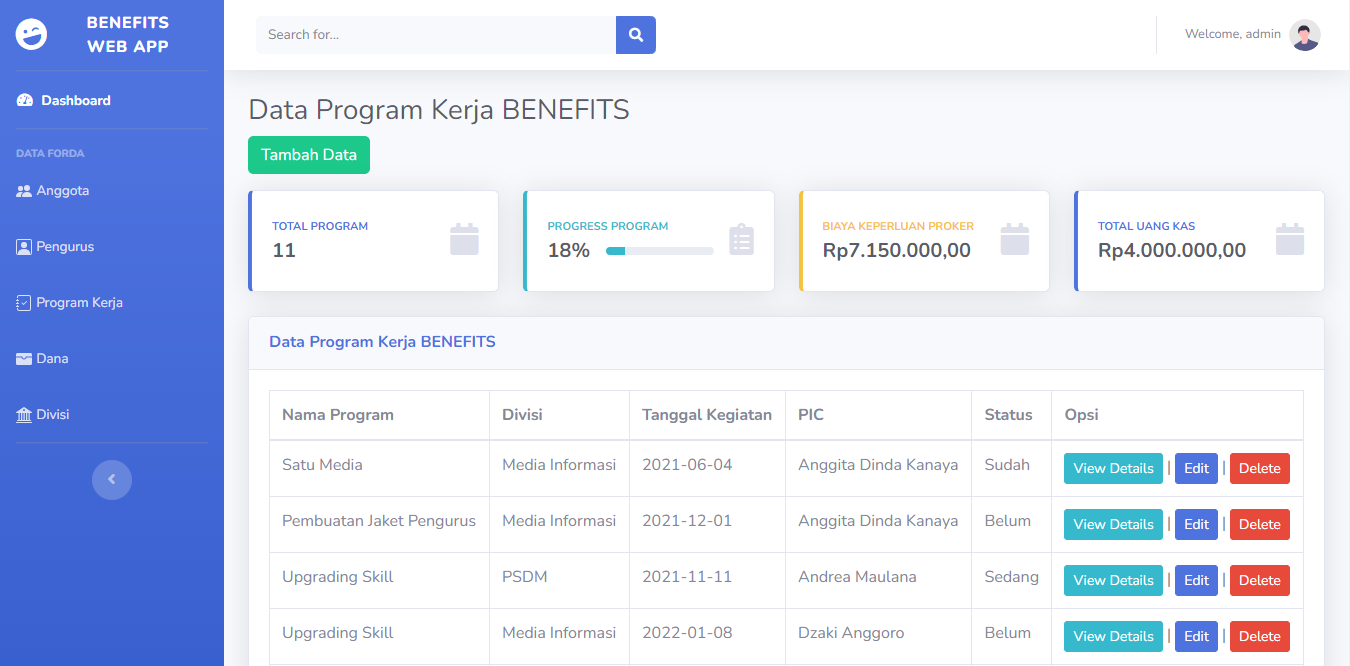 BENEFITS
WEB APP
Search for...
Welcome, admin
Dashboard
DATA FORDA
Anggota
Pengurus
Program Kerja
Dana
Divisi
Data Program Kerja BENEFITS
Tambah Data
TOTAL PROGRAM
11
PROGRESS PROGRAM
18%
BIAYA KEPERLUAN PROKER
Rp7.150.000,00
TOTAL UANG KAS
Rp4.000.000,00
Data Program Kerja BENEFITS
Nama Program Divisi Tanggal Kegiatan PIC Status Opsi
Satu Media Media Informasi 2021-06-04 Anggita Dinda Kanaya Sudah View Details | Edit | Delete
Pembuatan Jaket Pengurus Media Informasi 2021-12-01 Anggita Dinda Kanaya Belum View Details | Edit | Delete
Upgrading Skill PSDM 2021-11-11 Andrea Maulana Sedang View Details | Edit | Delete
Upgrading Skill Media Informasi 2022-01-08 Dzaki Anggoro Belum View Details | Edit | Delete